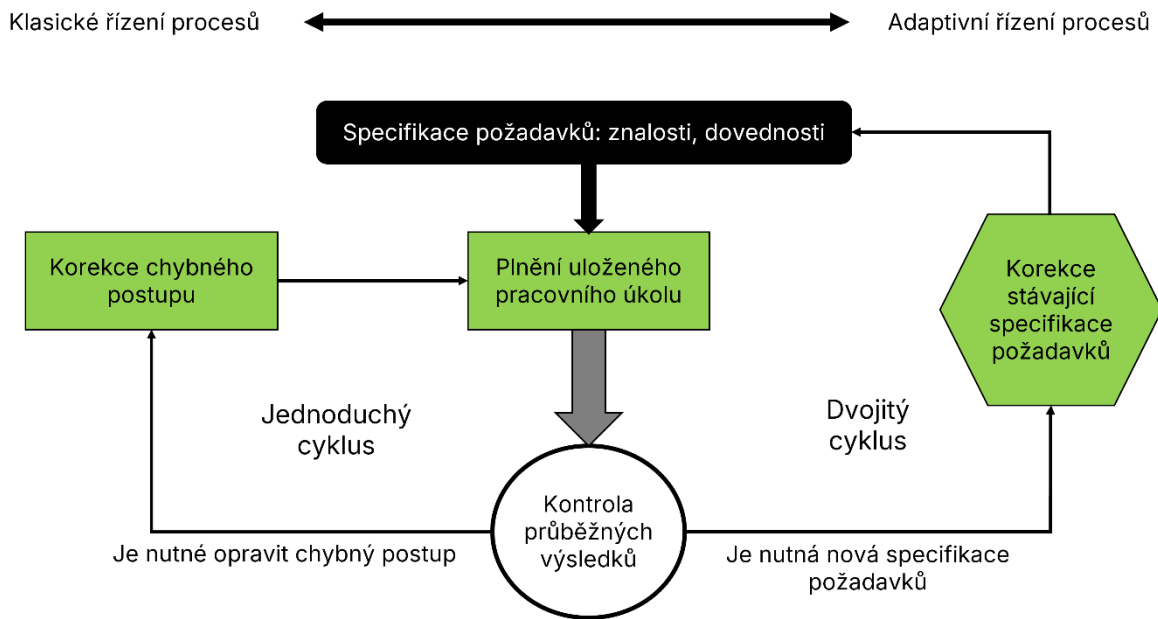 Klasické řízení procesů
Adaptivní řízení procesů
Specifikace požadavků: znalosti, dovednosti
Korekce chybného
postupu
Plnění uloženého
pracovního úkolu
Korekce
stávající
specifikace
požadavků
Jednoduchý
cyklus
Dvojitý
cyklus
Kontrola
průběžných
výsledků
Je nutné opravit chybný postup
Je nutná nová specifikace
požadavků